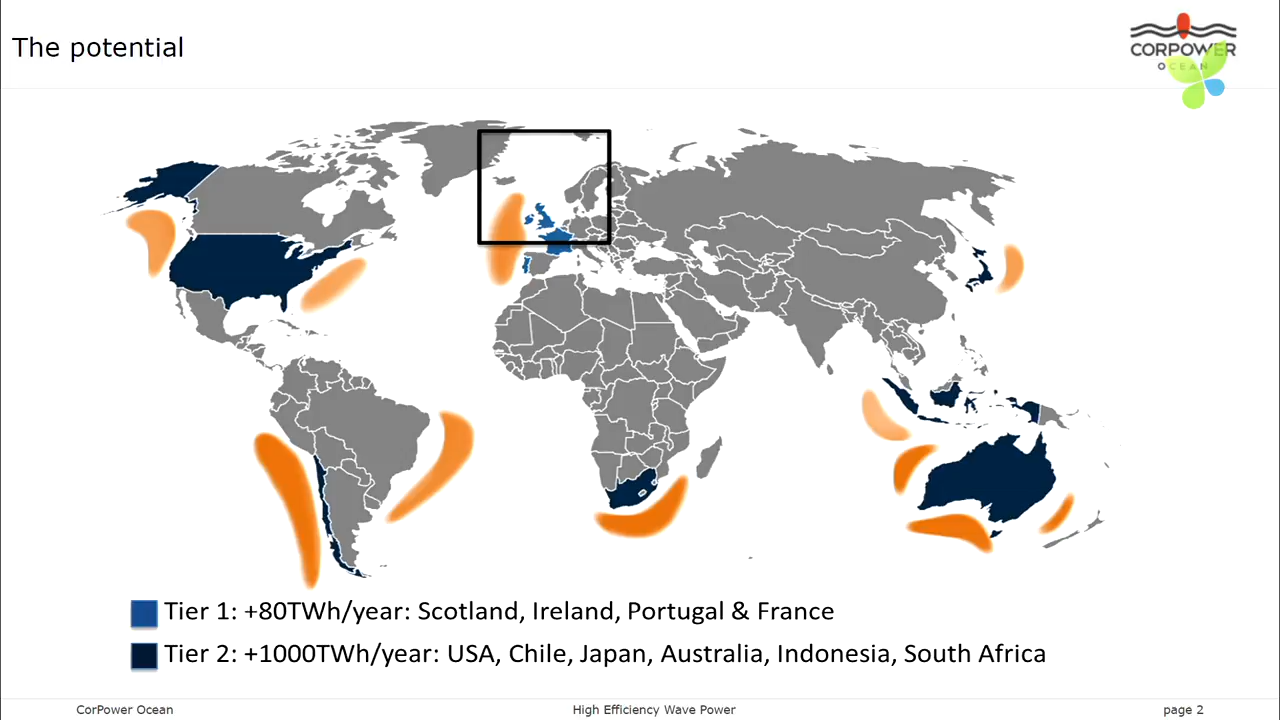 The potential
CORPOWER
OCEAN
Tier 1: +80TWh/year: Scotland, Ireland, Portugal & France
Tier 2: +1000TWh/year: USA, Chile, Japan, Australia, Indonesia, South Africa
CorPower Ocean
High Efficiency Wave Power
page 2